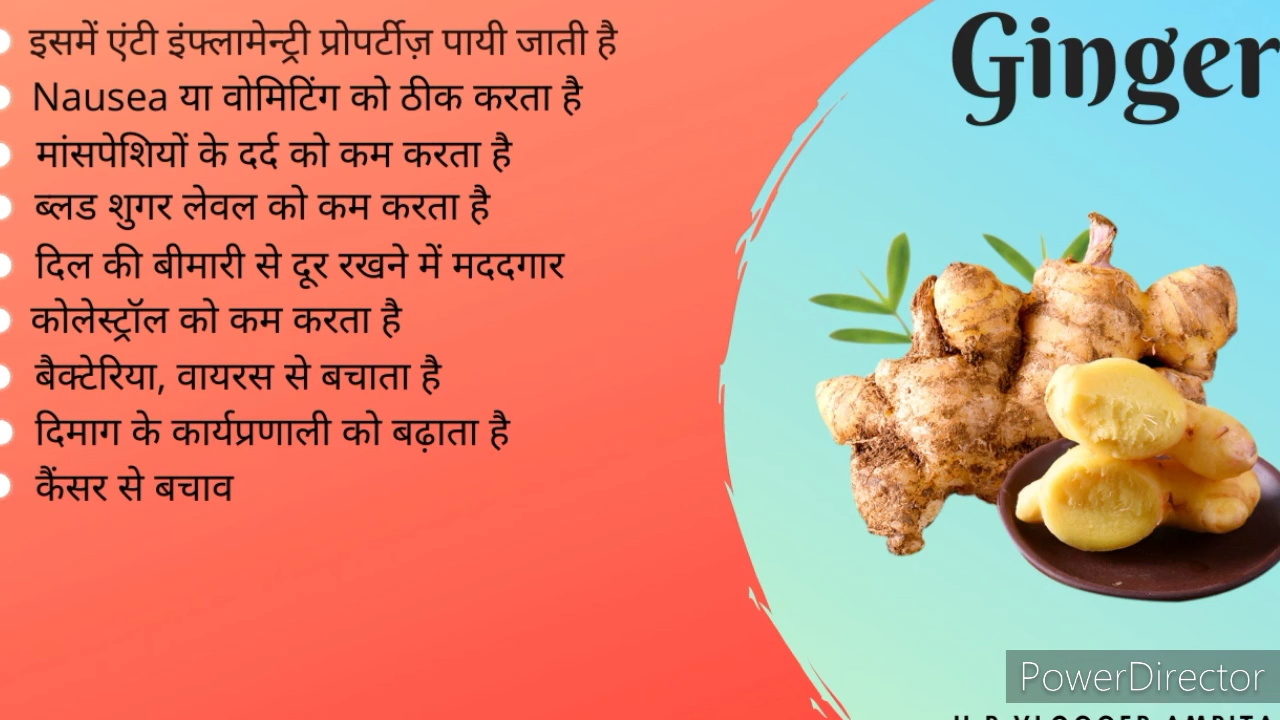 Ginger
इसमें एंटी इंफ्लामेन्ट्री प्रोपर्टीज़ पायी जाती है
Nausea या वोमिटिंग को ठीक करता है
मांसपेशियों के दर्द को कम करता है
ब्लड शुगर लेवल को कम करता है
दिल की बीमारी से दूर रखने में मददगार
कोलेस्ट्रॉल को कम करता है
बैक्टेरिया, वायरस से बचाता है
दिमाग के कार्यप्रणाली को बढ़ाता है
कैंसर से बचाव
PowerDirector